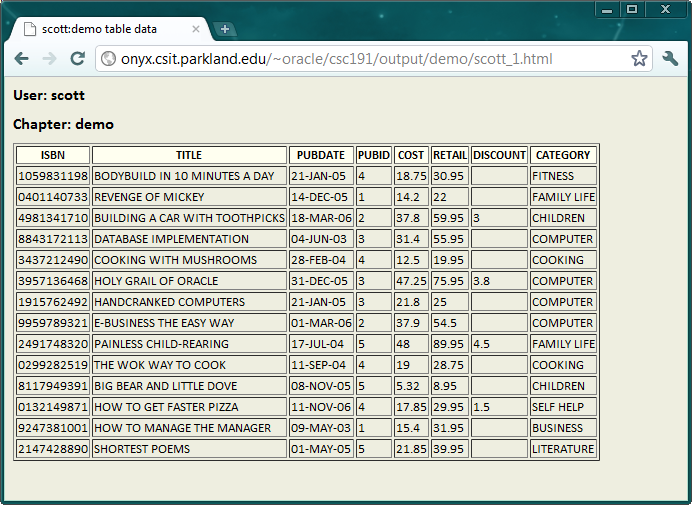 scott:demo table data
onyx.csit.parkland.edu/~oracle/csc191/output/demo/scott_1.html
User: scott
Chapter: demo
ISBN TITLE PUBDATE PUBID COST RETAIL DISCOUNT CATEGORY
1059831198 BODYBUILD IN 10 MINUTES A DAY 21-JAN-05 4 18.75 30.95 FITNESS
0401140733 REVENGE OF MICKEY 14-DEC-05 1 14.2 22 FAMILY LIFE
4981341710 BUILDING A CAR WITH TOOTHPICKS 18-MAR-06 2 37.8 59.95 3 CHILDREN
8843172113 DATABASE IMPLEMENTATION 04-JUN-03 3 31.4 55.95 COMPUTER
3437212490 COOKING WITH MUSHROOMS 28-FEB-04 4 12.5 19.95 COOKING
3957136468 HOLY GRAIL OF ORACLE 31-DEC-05 3 47.25 75.95 3.8 COMPUTER
1915762492 HANDCRANKED COMPUTERS 21-JAN-05 3 21.8 25 COMPUTER
9959789321 E-BUSINESS THE EASY WAY 01-MAR-06 2 37.9 54.5 COMPUTER
2491748320 PAINLESS CHILD-REARING 17-JUL-04 5 48 89.95 4.5 FAMILY LIFE
0299282519 THE WOK WAY TO COOK 11-SEP-04 4 19 28.75 COOKING
8117949391 BIG BEAR AND LITTLE DOVE 08-NOV-05 5 5.32 8.95 CHILDREN
0132149871 HOW TO GET FASTER PIZZA 11-NOV-06 4 17.85 29.95 1.5 SELF HELP
9247381001 HOW TO MANAGE THE MANAGER 09-MAY-03 1 15.4 31.95 BUSINESS
2147428890 SHORTEST POEMS 01-MAY-05 5 21.85 39.95 LITERATURE